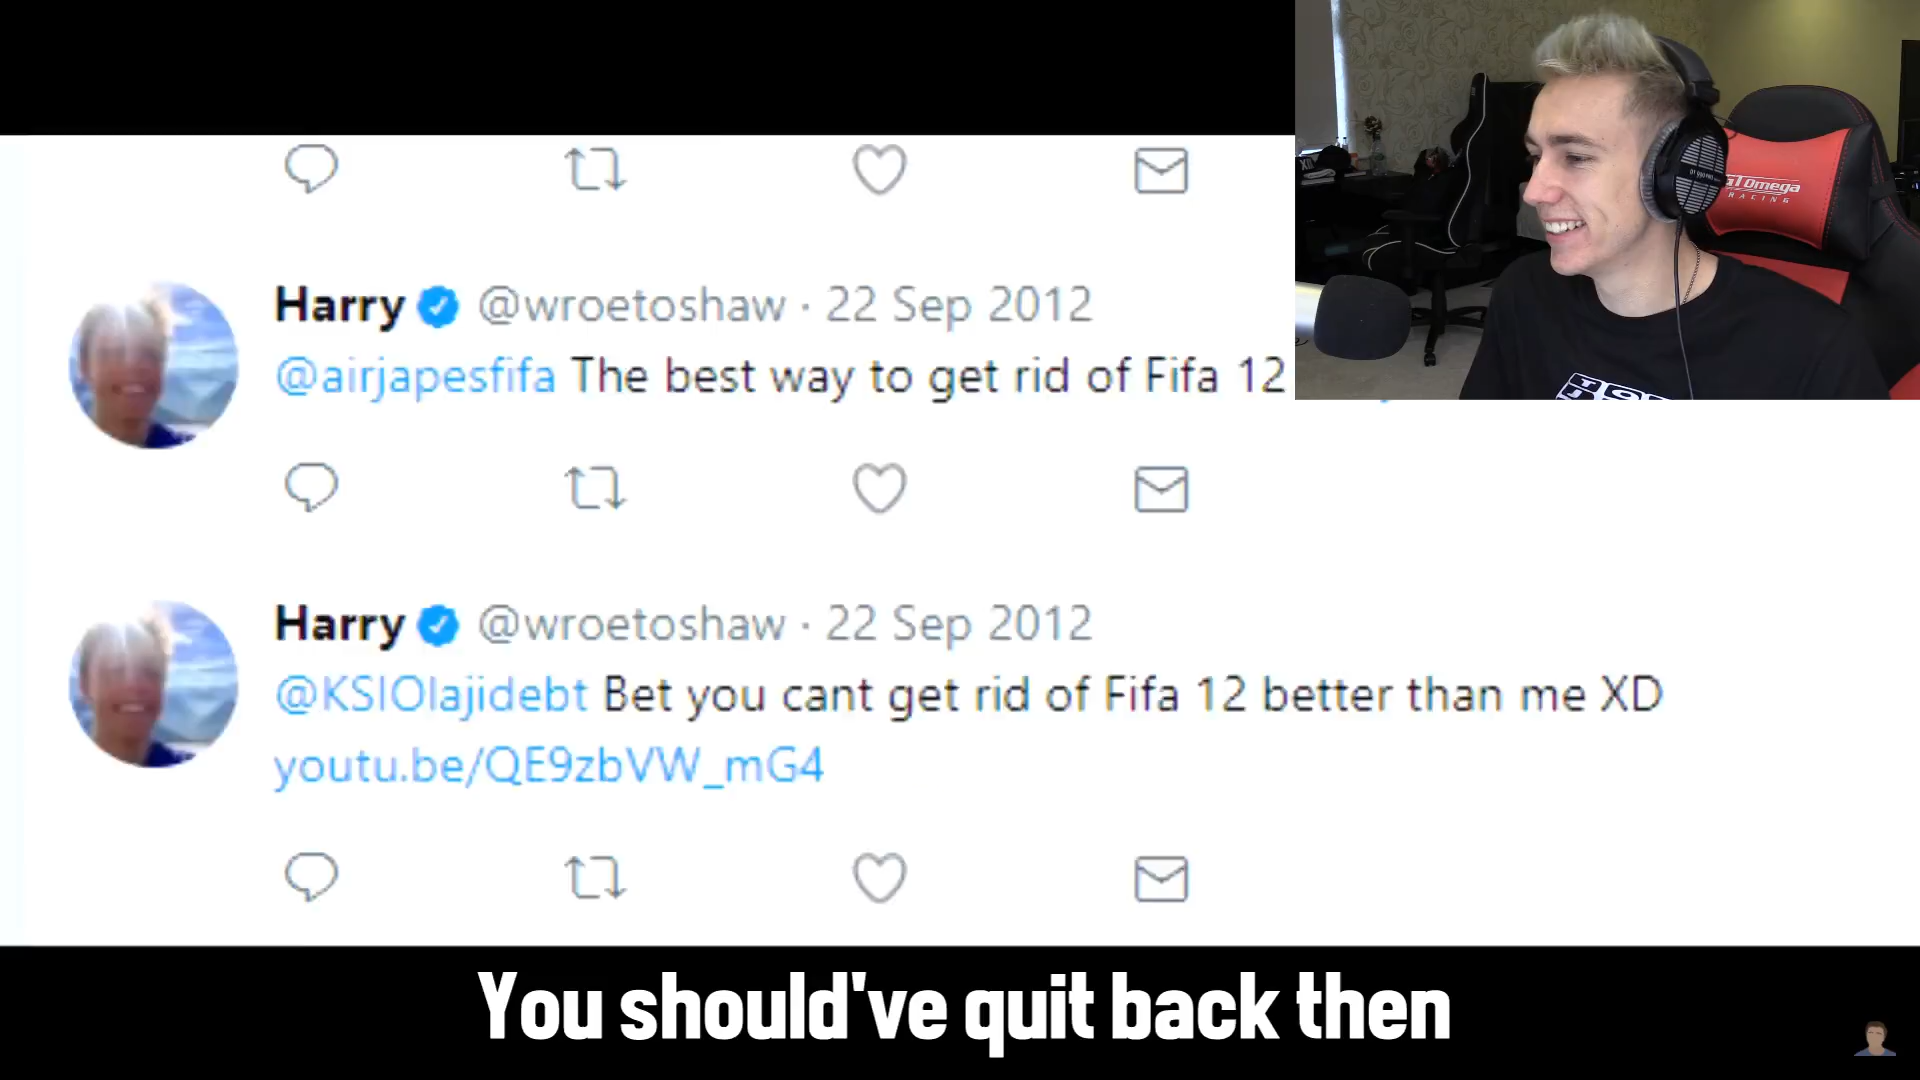 Harry @wroetoshaw · 22 Sep 2012
@airjapesfifa The best way to get rid of Fifa 12
Omega
RACING
Harry @wroetoshaw · 22 Sep 2012
@KSIOlajidebt Bet you cant get rid of Fifa 12 better than me XD
youtu.be/QE9zbVW_mG4
You should've quit back then